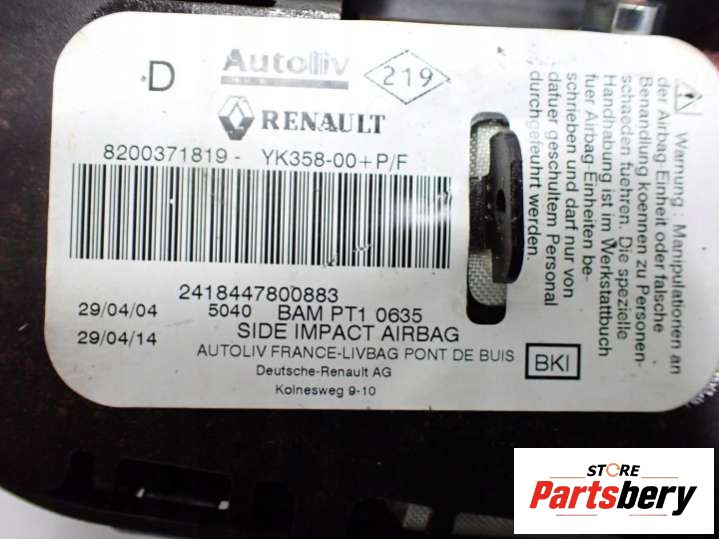 D
Autoliv
219
RENAULT
8200371819 - YK358-00+P/F
2418447800883
29/04/04
5040 BAM PT1 0635
29/04/14
SIDE IMPACT AIRBAG
AUTOLIV FRANCE-LIVBAG PONT DE BUIS
Deutsche-Renault AG
Kolnesweg 9-10
BKI
Warnung : Manipulationen an
der Airbag-Einheit oder falsche
Benandlung koennen zu Personen-
schaeden fuehren. Die spezielle
Handhabung ist im Werkstattbuch
fuer Airbag-Einheiten be-
schrieben und darf nur von
dafuer geschultem Personal
durchgefeuhrt werden.
STORE
Partsbery